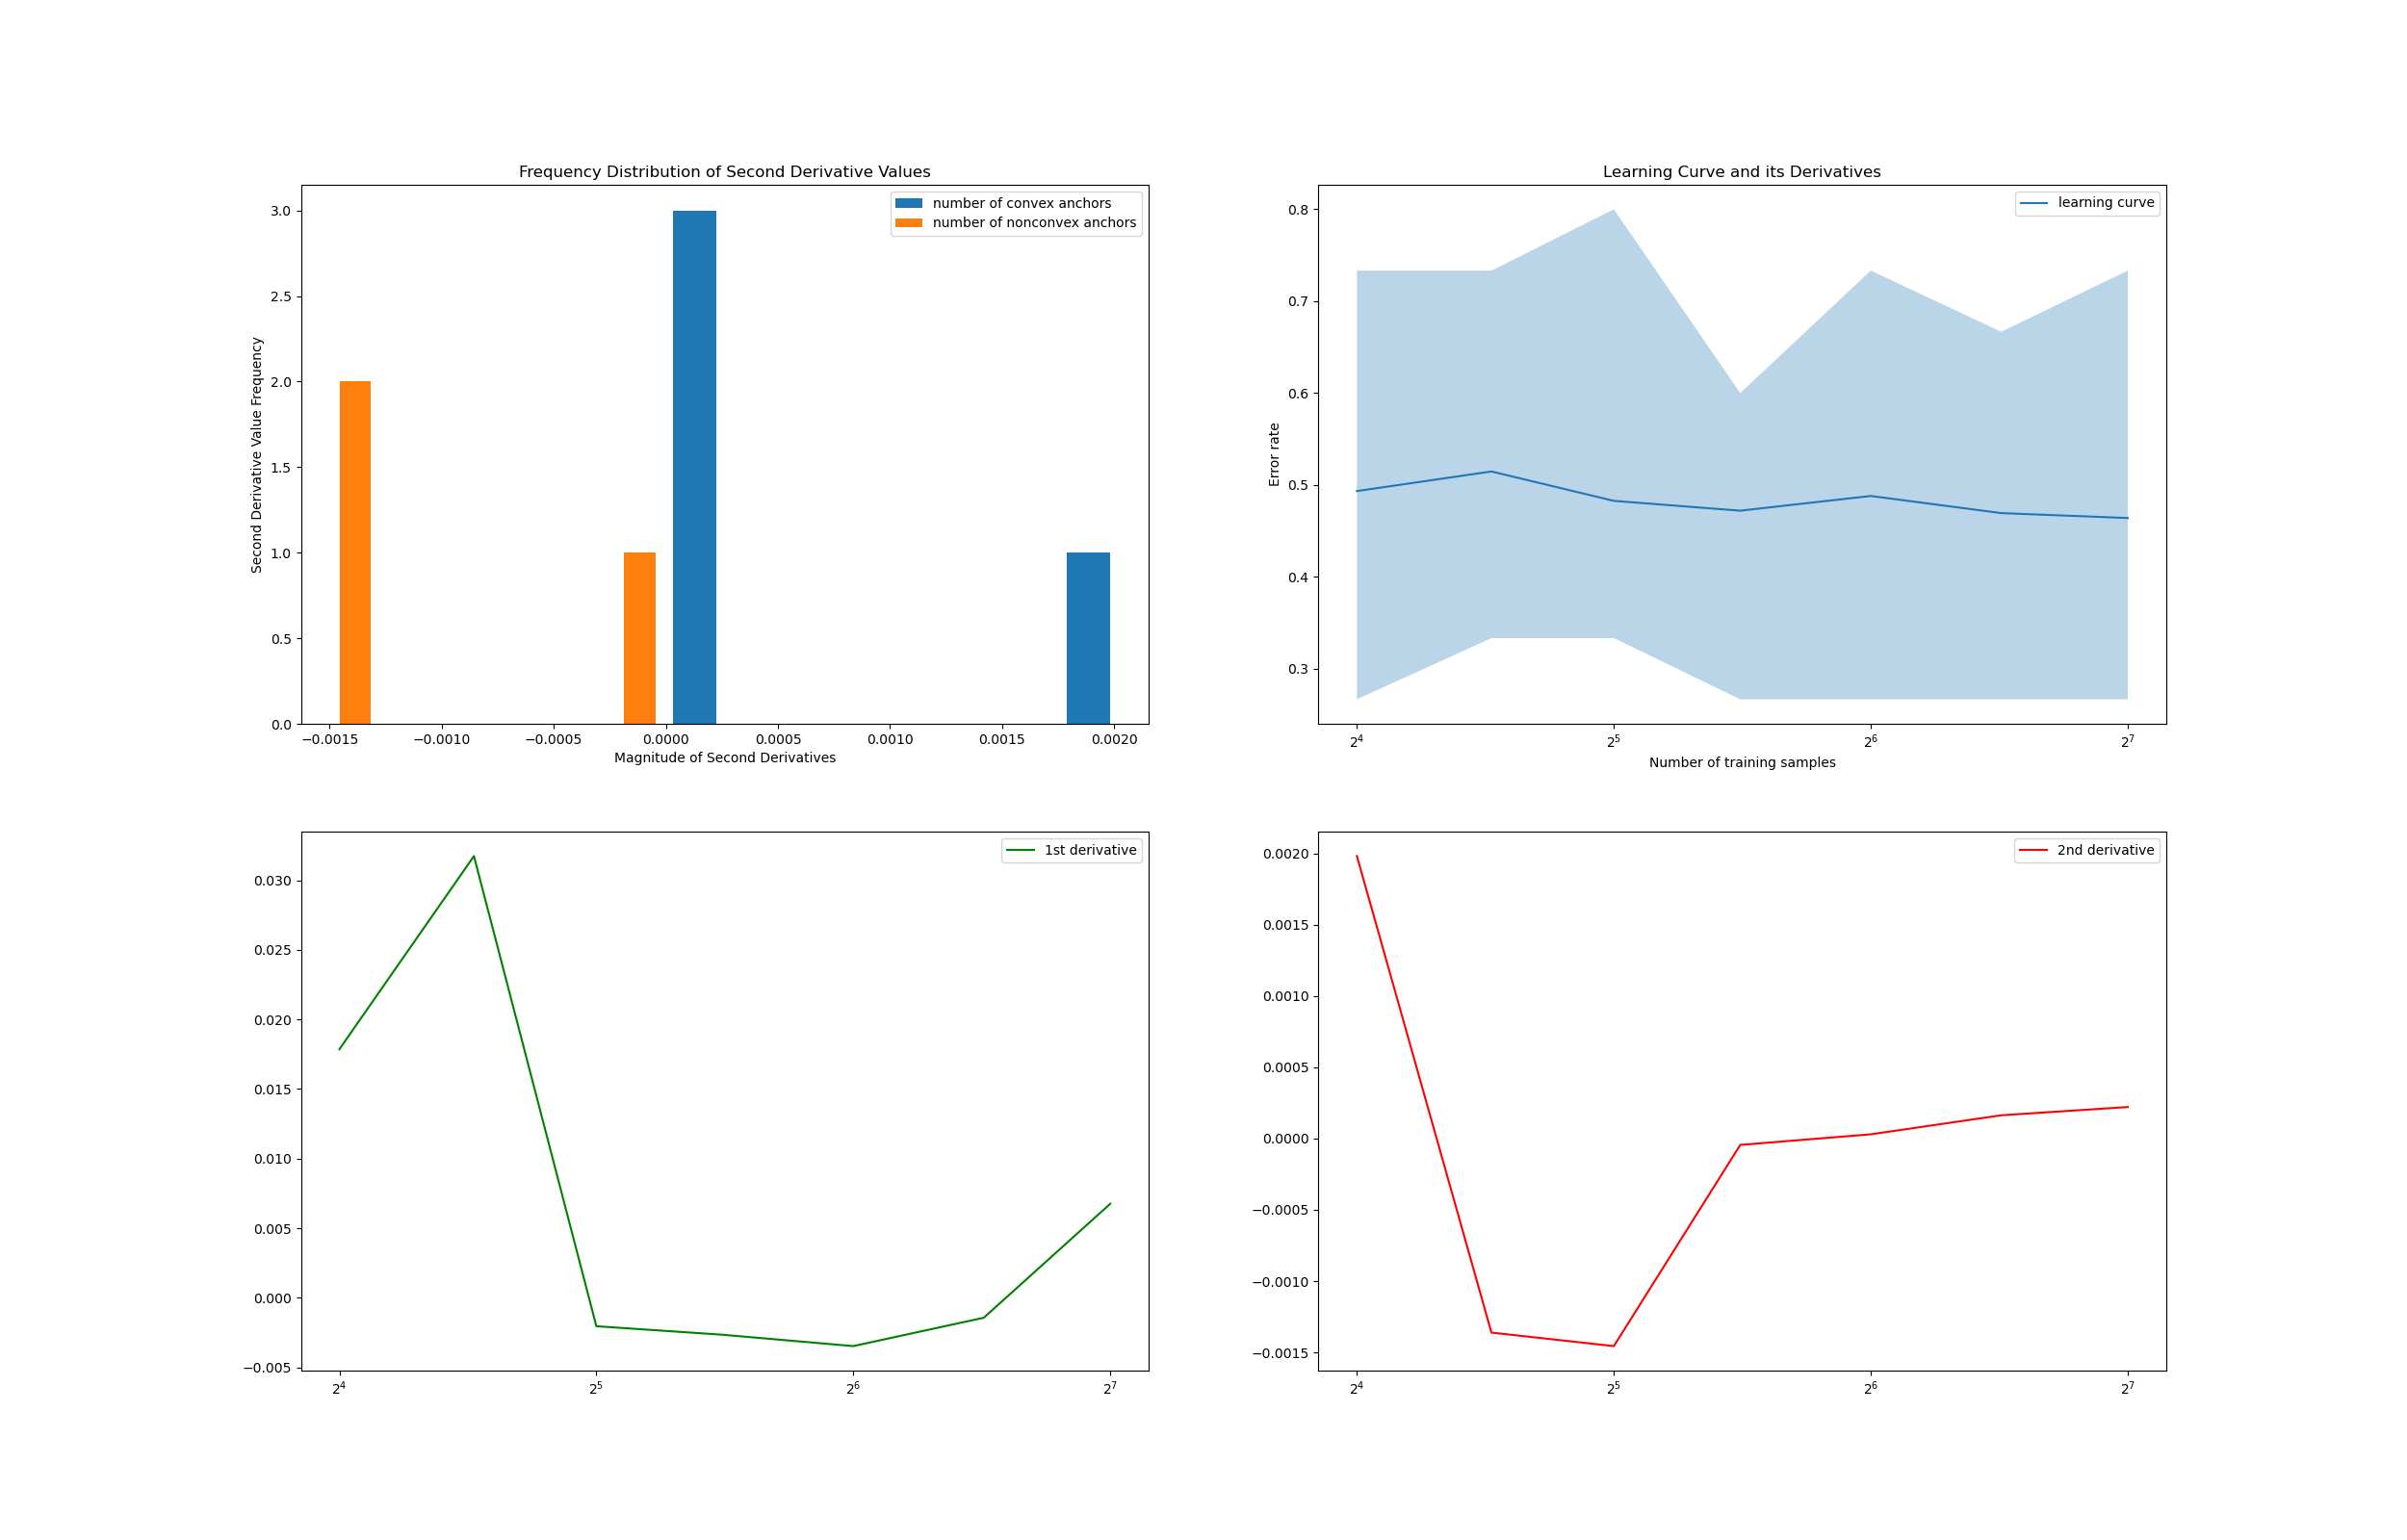 Frequency Distribution of Second Derivative Values
number of convex anchors
number of nonconvex anchors
3.0
2.5
2.0
1.5
1.0
0.5
0.0
Second Derivative Value Frequency
−0.0015 −0.0010 −0.0005 0.0000 0.0005 0.0010 0.0015 0.0020
Magnitude of Second Derivatives
Learning Curve and its Derivatives
learning curve
0.8
0.7
0.6
0.5
0.4
0.3
Error rate
2⁴ 2⁵ 2⁶ 2⁷
Number of training samples
1st derivative
0.030
0.025
0.020
0.015
0.010
0.005
0.000
−0.005
2⁴ 2⁵ 2⁶ 2⁷
2nd derivative
0.0020
0.0015
0.0010
0.0005
0.0000
−0.0005
−0.0010
−0.0015
2⁴ 2⁵ 2⁶ 2⁷